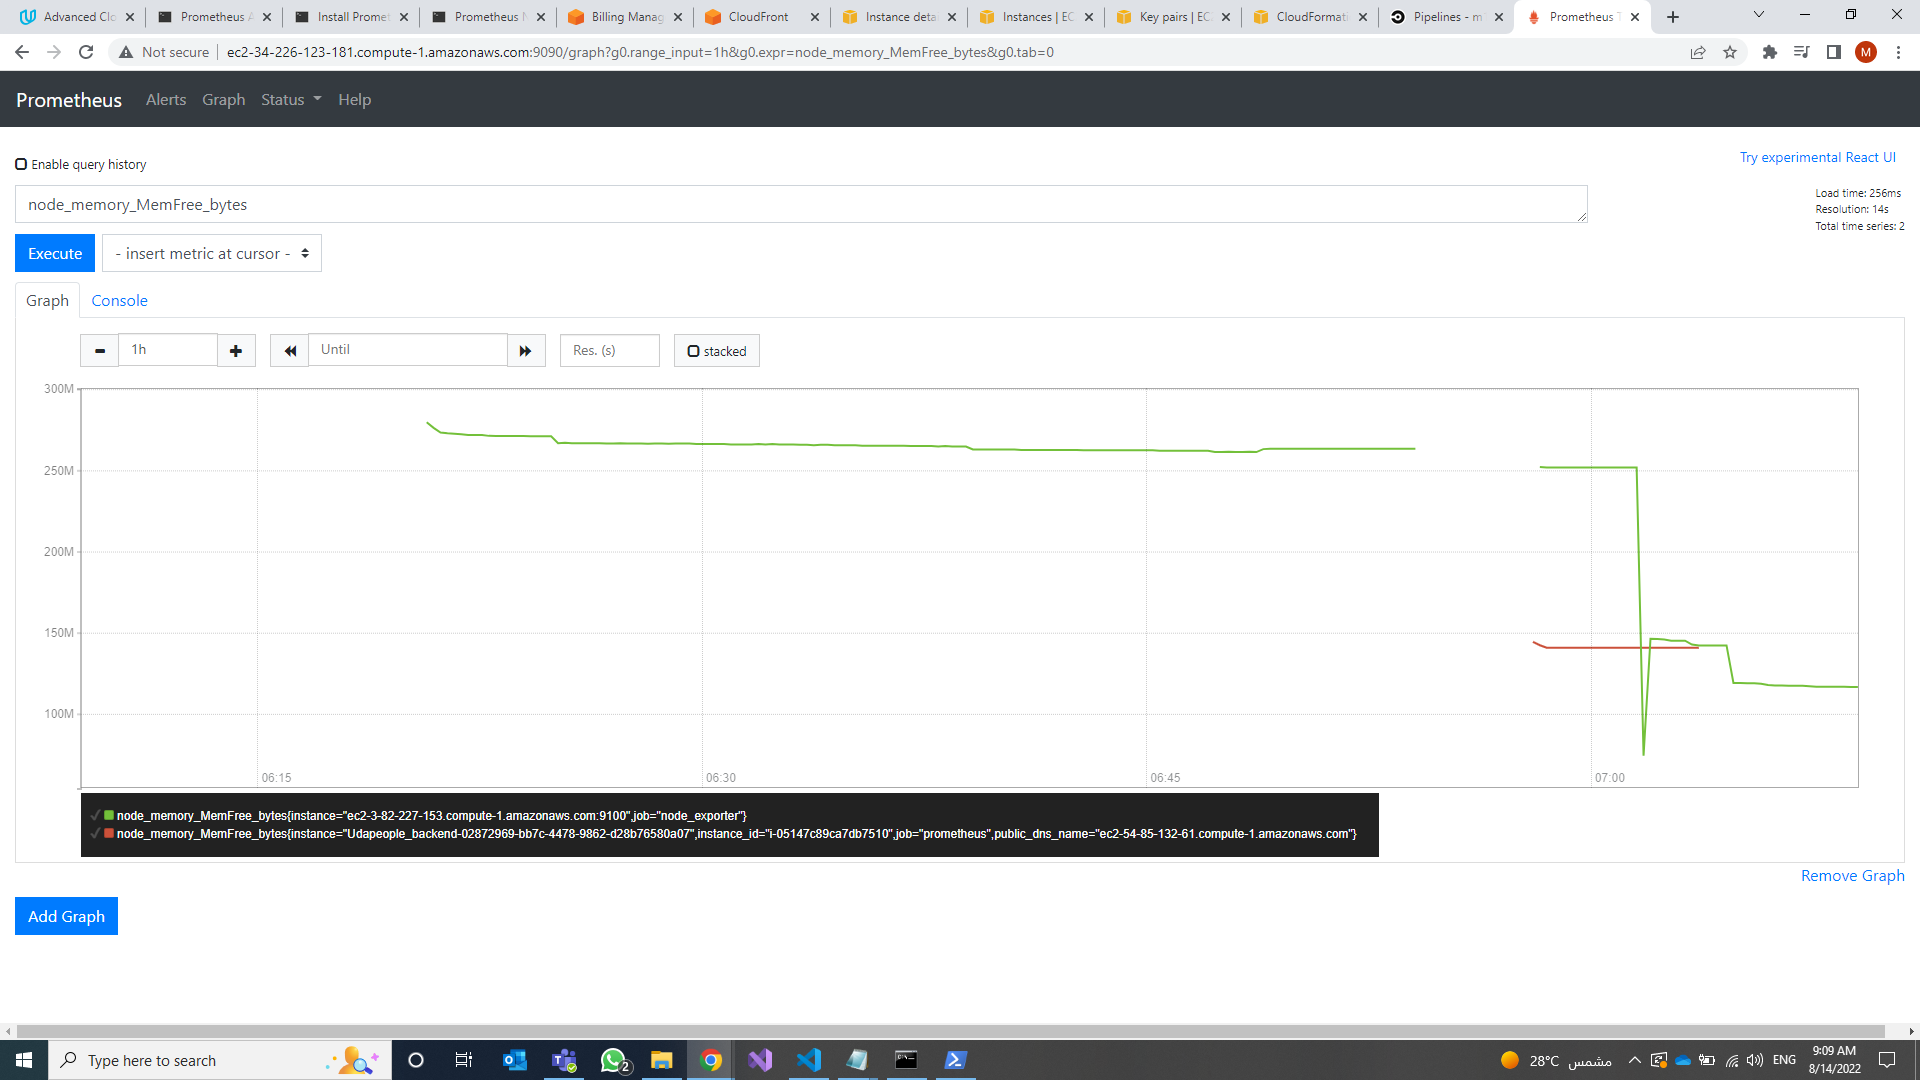 Advanced Clo
Prometheus A
Install Promet
Prometheus N
Billing Manag
CloudFront
Instance detai
Instances | EC
Key pairs | EC
CloudFormati
Pipelines - m
Prometheus T
Not secure
ec2-34-226-123-181.compute-1.amazonaws.com:9090/graph?g0.range_input=1h&g0.expr=node_memory_MemFree_bytes&g0.tab=0
M
Prometheus Alerts Graph Status Help
Enable query history
Try experimental React UI
node_memory_MemFree_bytes
Load time: 256ms
Resolution: 14s
Total time series: 2
Execute
- insert metric at cursor -
Graph Console
1h
Until
Res. (s)
stacked
300M
250M
200M
150M
100M
06:15 06:30 06:45 07:00
node_memory_MemFree_bytes{instance="ec2-3-82-227-153.compute-1.amazonaws.com:9100",job="node_exporter"}
node_memory_MemFree_bytes{instance="Udapeople_backend-02872969-bb7c-4478-9862-d28b76580a07",instance_id="i-05147c89ca7db7510",job="prometheus",public_dns_name="ec2-54-85-132-61.compute-1.amazonaws.com"}
Remove Graph
Add Graph
Type here to search
2
28°C مشمس
ENG
9:09 AM
8/14/2022